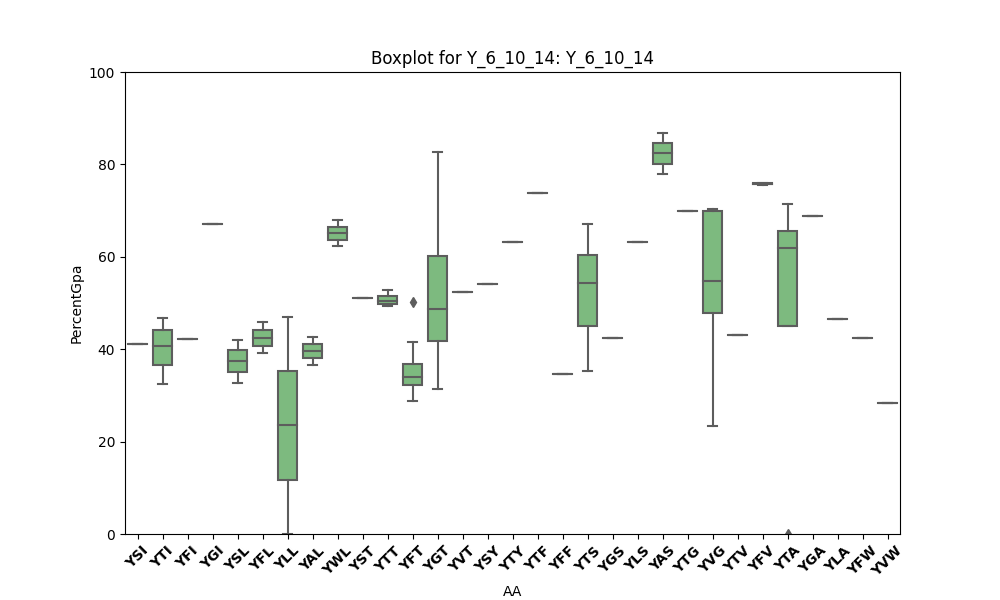 Boxplot for Y_6_10_14: Y_6_10_14
100
80
60
40
20
0
PercentGpa
YSI YTI YFI YGI YSL YFL YLL YAL YWL YST YTT YFT YGT YVT YSY YTY YTF YFF YTS YGS YLS YAS YTG YVG YTV YFV YTA YGA YLA YFW YVW
AA